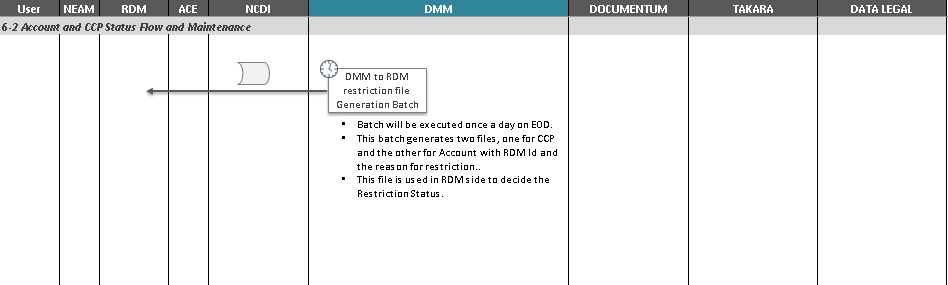 User NEAM RDM ACE NCDI DMM DOCUMENTUM TAKARA DATA LEGAL
6-2 Account and CCP Status Flow and Maintenance
DMM to RDM
restriction file
Generation Batch
▪ Batch will be executed once a day on EOD.
▪ This batch generates two files, one for CCP
and the other for Account with RDM Id and
the reason for restriction..
▪ This file is used in RDM side to decide the
Restriction Status.